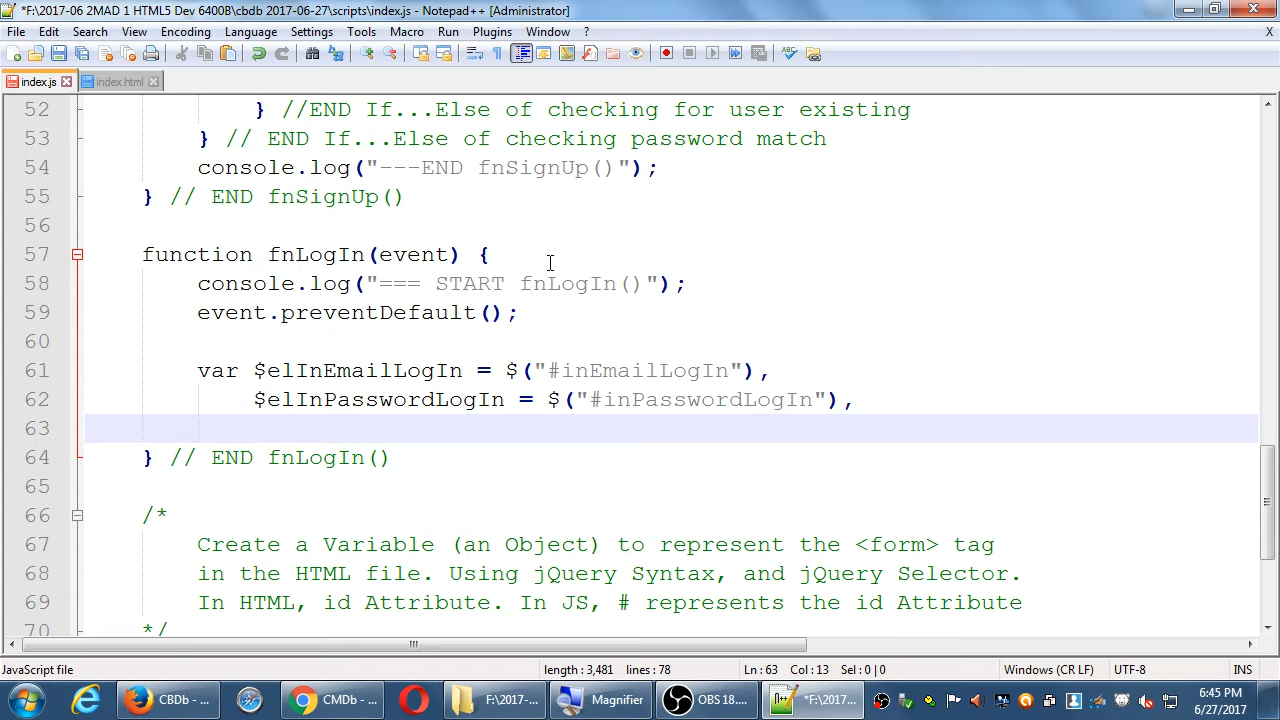 *F:\2017-06 2MAD 1 HTML5 Dev 6400B\cbdb 2017-06-27\scripts\index.js - Notepad++ [Administrator]
File Edit Search View Encoding Language Settings Tools Macro Run Plugins Window ? X
index.js index.html
52 } //END If...Else of checking for user existing
53 } // END If...Else of checking password match
54 console.log("---END fnSignUp()");
55 } // END fnSignUp()
56
57 function fnLogIn(event) {
58 console.log("=== START fnLogIn()");
59 event.preventDefault();
60
61 var $elInEmailLogIn = $("#inEmailLogIn"),
62 $elInPasswordLogIn = $("#inPasswordLogIn"),
63
64 } // END fnLogIn()
65
66 /*
67 Create a Variable (an Object) to represent the <form> tag
68 in the HTML file. Using jQuery Syntax, and jQuery Selector.
69 In HTML, id Attribute. In JS, # represents the id Attribute
70 */
JavaScript file length : 3,481 lines : 78 Ln : 63 Col : 13 Sel : 0 | 0 Windows (CR LF) UTF-8 INS
CBDb - ... CMDb - ... F:\2017-... Magnifier OBS 18.... *F:\2017... 6:45 PM
6/27/2017